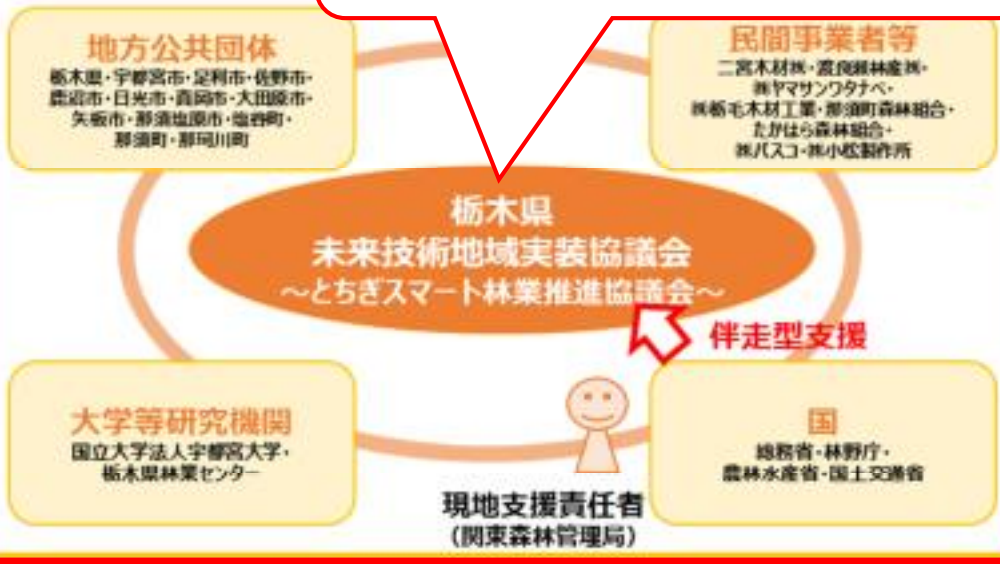 地方公共団体
栃木県・宇都宮市・足利市・佐野市・
鹿沼市・日光市・真岡市・大田原市・
矢板市・那須塩原市・塩谷町・
那須町・那珂川町
民間事業者等
二宮木材㈱・渡良瀬林産㈱・
㈱ヤマサンワタナベ・
㈱栃毛木材工業・那須町森林組合・
たかはら森林組合・
㈱パスコ・㈱小松製作所
栃木県
未来技術地域実装協議会
～とちぎスマート林業推進協議会～
伴走型支援
大学等研究機関
国立大学法人宇都宮大学・
栃木県林業センター
国
総務省・林野庁・
農林水産省・国土交通省
現地支援責任者
（関東森林管理局）